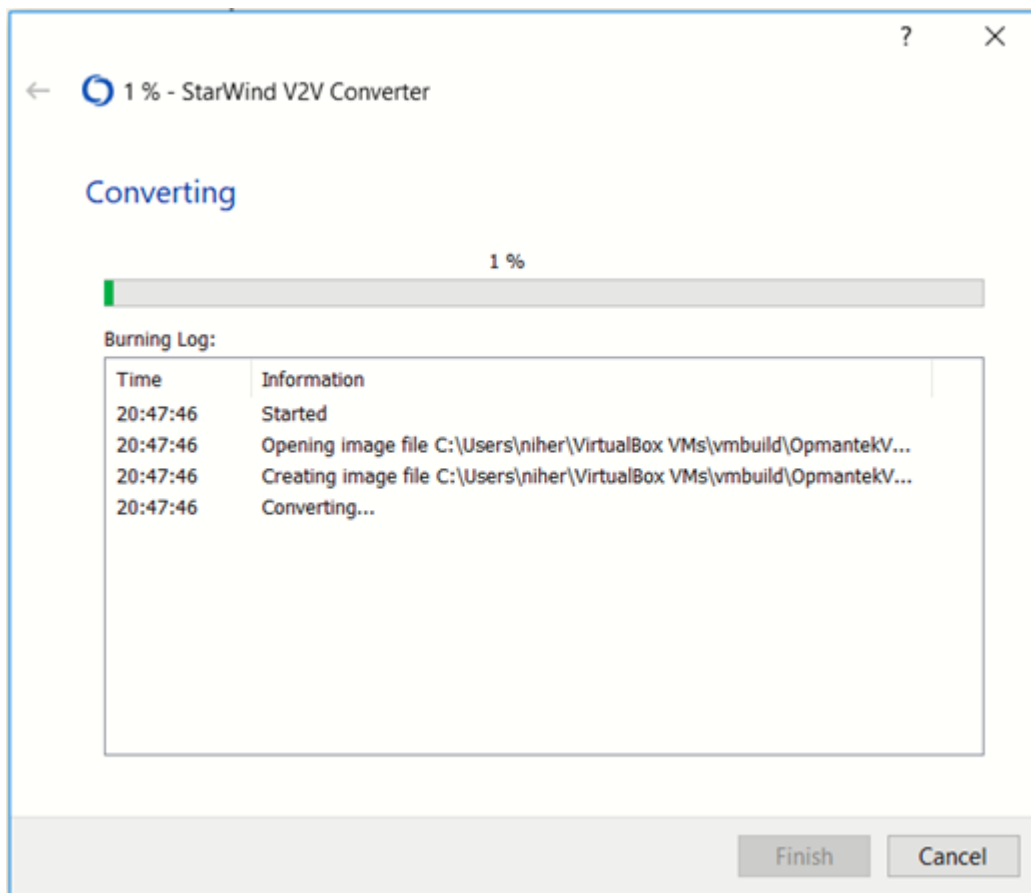 ?
1 % - StarWind V2V Converter
Converting
1 %
Burning Log:
Time Information
20:47:46 Started
20:47:46 Opening image file C:\Users\niher\VirtualBox VMs\vmbuild\OpmantekV...
20:47:46 Creating image file C:\Users\niher\VirtualBox VMs\vmbuild\OpmantekV...
20:47:46 Converting...
Finish Cancel